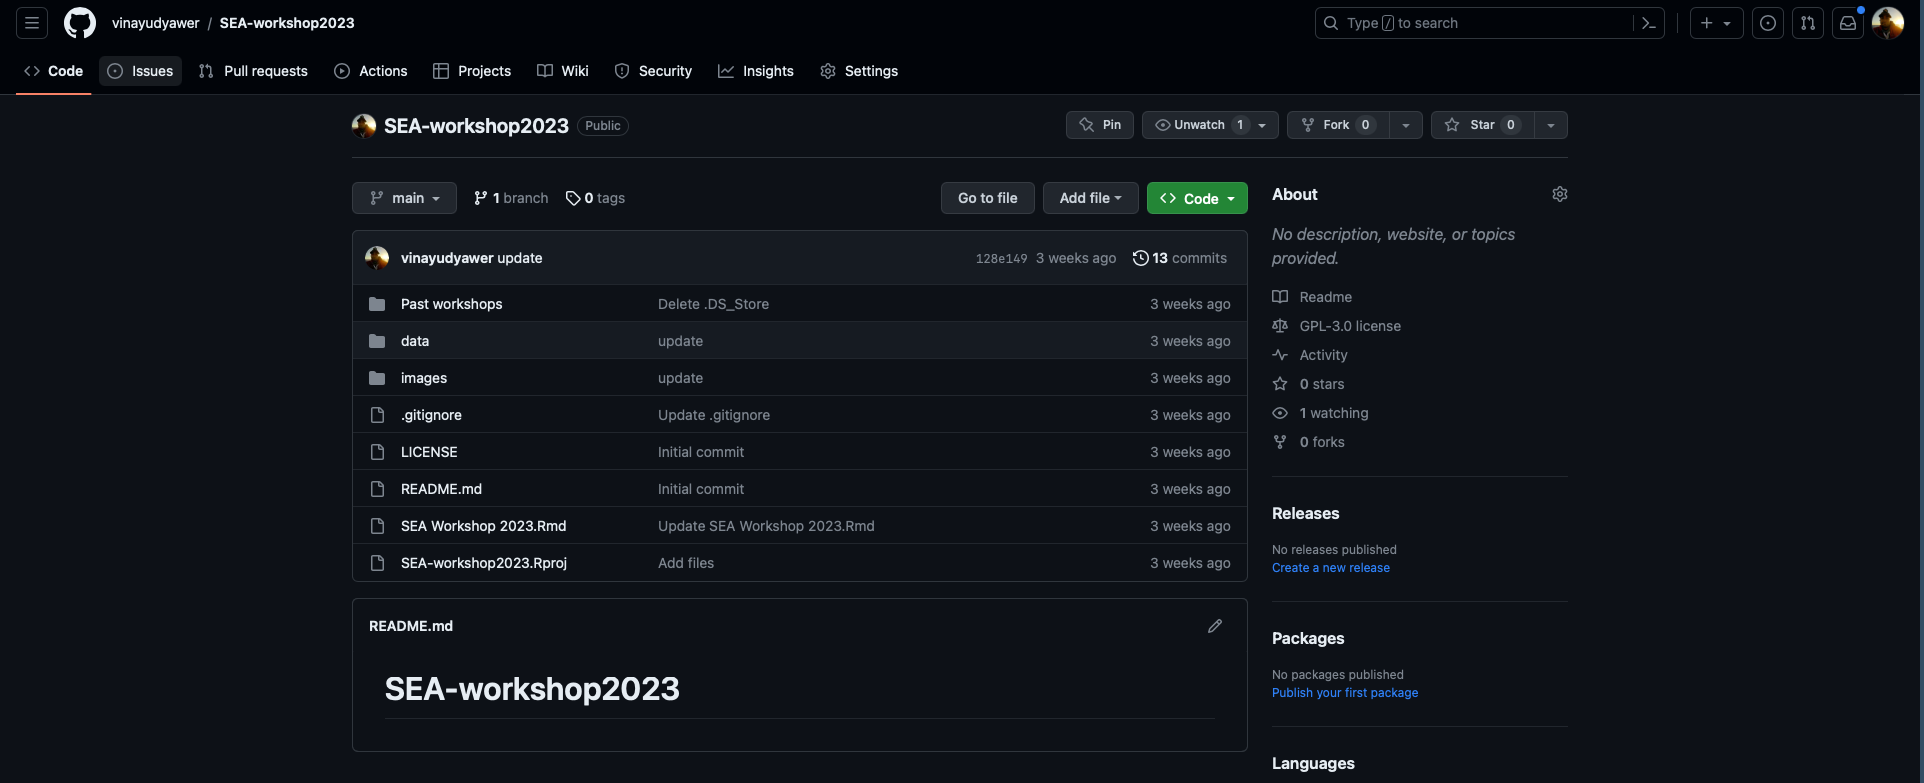 vinayudyawer / SEA-workshop2023
Type / to search
Code Issues Pull requests Actions Projects Wiki Security Insights Settings
SEA-workshop2023 Public
Pin Unwatch 1 Fork 0 Star 0
main 1 branch 0 tags Go to file Add file Code
vinayudyawer update 128e149 3 weeks ago 13 commits
Past workshops Delete .DS_Store 3 weeks ago
data update 3 weeks ago
images update 3 weeks ago
.gitignore Update .gitignore 3 weeks ago
LICENSE Initial commit 3 weeks ago
README.md Initial commit 3 weeks ago
SEA Workshop 2023.Rmd Update SEA Workshop 2023.Rmd 3 weeks ago
SEA-workshop2023.Rproj Add files 3 weeks ago
README.md
SEA-workshop2023
About
No description, website, or topics
provided.
Readme
GPL-3.0 license
Activity
0 stars
1 watching
0 forks
Releases
No releases published
Create a new release
Packages
No packages published
Publish your first package
Languages